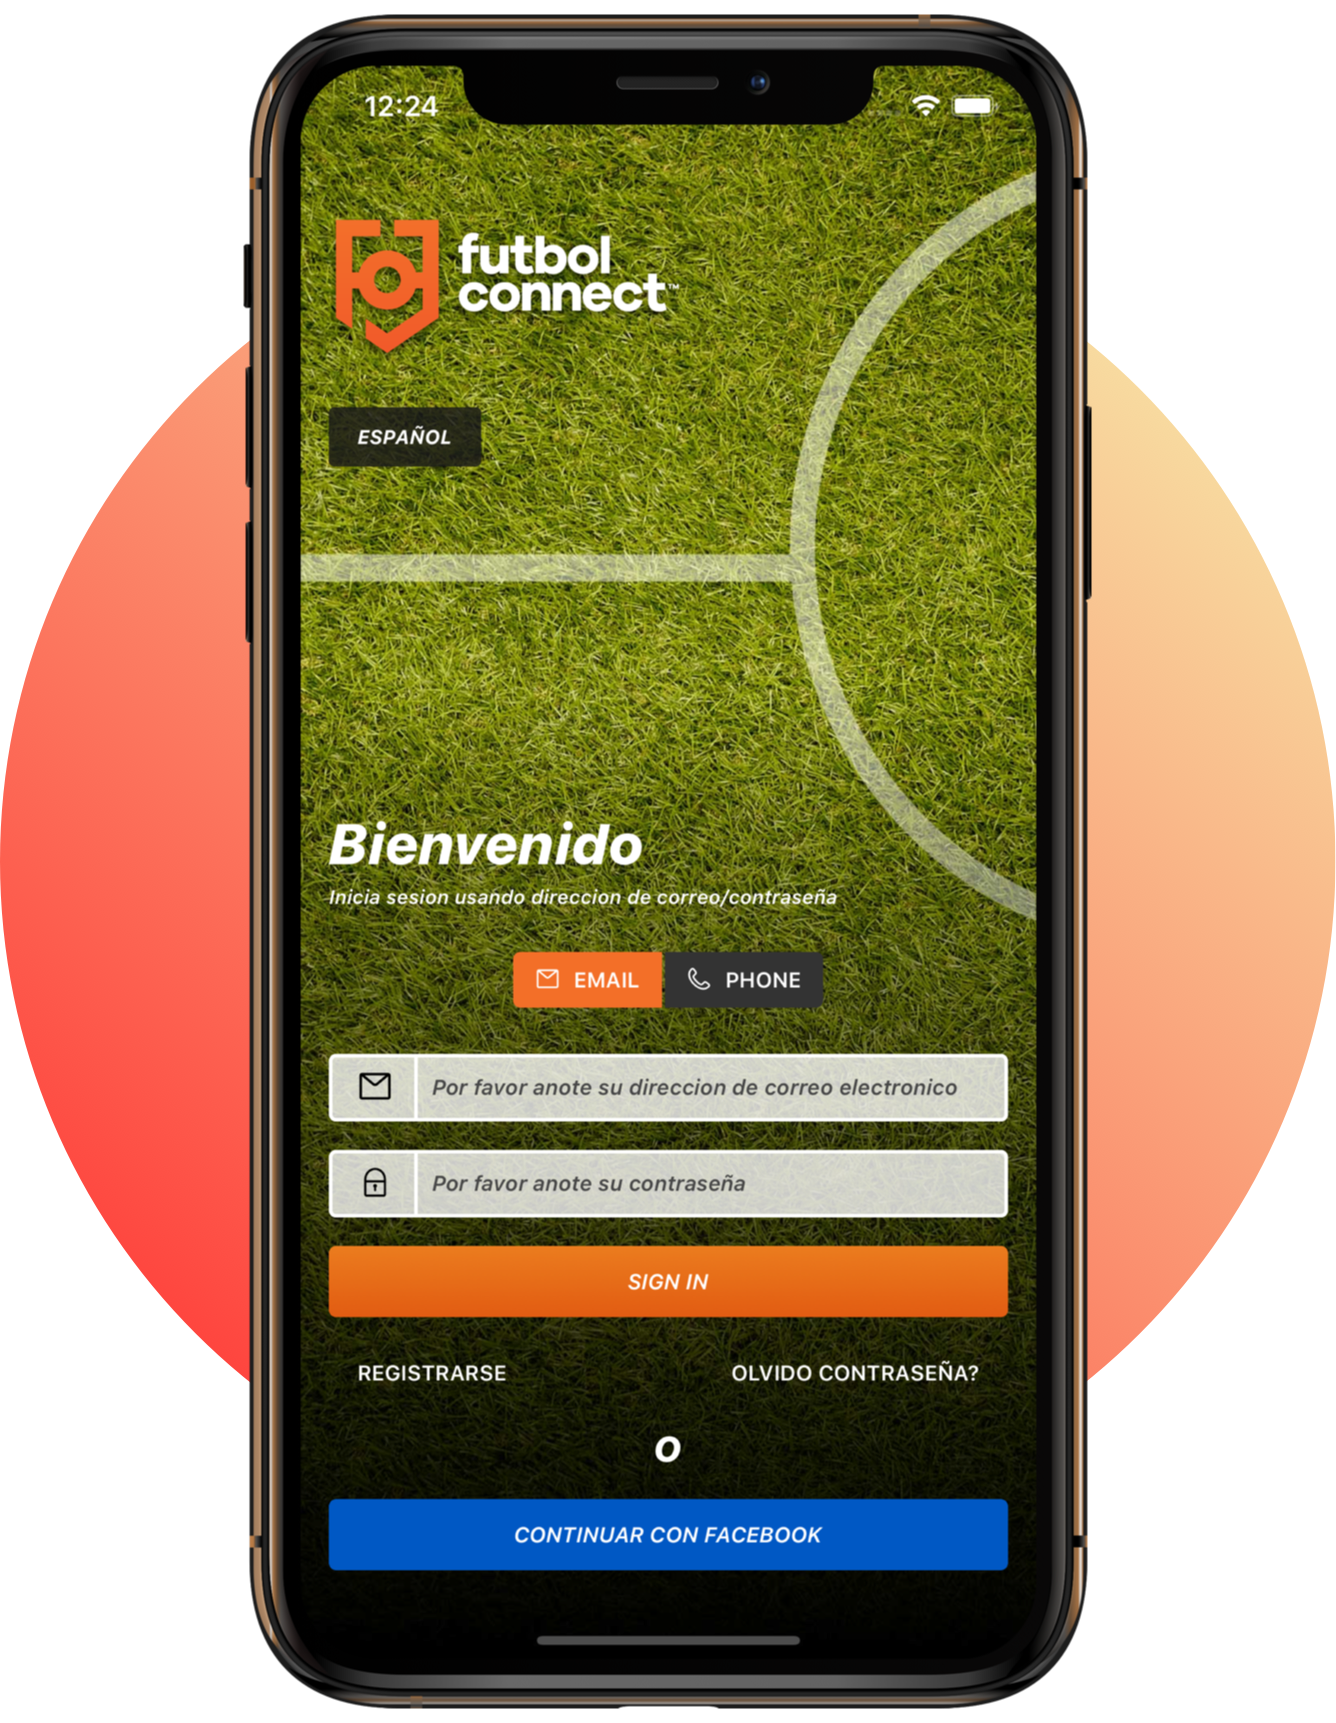 12:24
futbol
connect™
ESPAÑOL
Bienvenido
Inicia sesion usando direccion de correo/contraseña
EMAIL PHONE
Por favor anote su direccion de correo electronico
Por favor anote su contraseña
SIGN IN
REGISTRARSE OLVIDO CONTRASEÑA?
O
CONTINUAR CON FACEBOOK